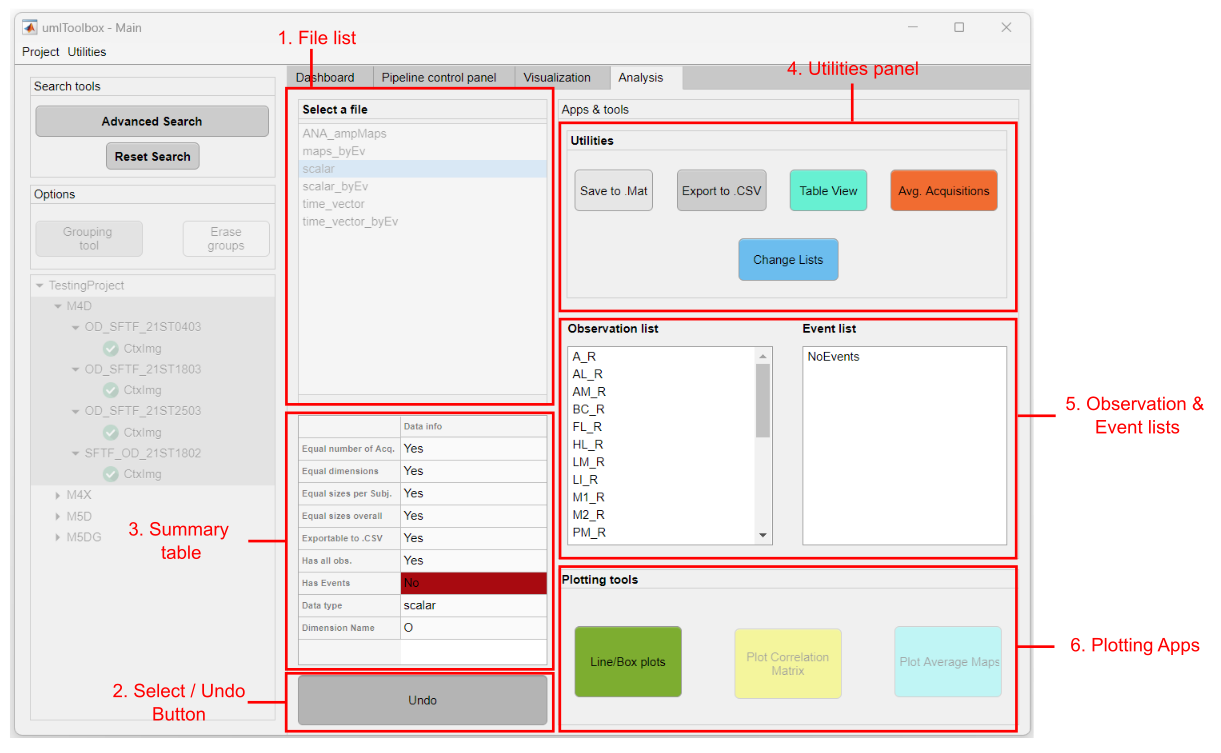 umIToolbox - Main
Project Utilities
1. File list
Dashboard
Pipeline control panel
Visualization
Analysis
4. Utilities panel
Search tools
Advanced Search
Reset Search
Options
Grouping
tool
Erase
groups
TestingProject
M4D
OD_SFTF_21ST0403
CtxImg
OD_SFTF_21ST1803
CtxImg
OD_SFTF_21ST2503
CtxImg
SFTF_OD_21ST1802
CtxImg
M4X
M5D
M5DG
Select a file
ANA_ampMaps
maps_byEv
scalar
scalar_byEv
time_vector
time_vector_byEv
3. Summary
table
Data info
Equal number of Acq. Yes
Equal dimensions Yes
Equal sizes per Subj. Yes
Equal sizes overall Yes
Exportable to .CSV Yes
Has all obs. Yes
Has Events No
Data type scalar
Dimension Name O
2. Select / Undo
Button
Undo
Apps & tools
Utilities
Save to .Mat
Export to .CSV
Table View
Avg. Acquisitions
Change Lists
Observation list
A_R
AL_R
AM_R
BC_R
FL_R
HL_R
LM_R
LI_R
M1_R
M2_R
PM_R
Event list
NoEvents
5. Observation &
Event lists
Plotting tools
Line/Box plots
Plot Correlation
Matrix
Plot Average Maps
6. Plotting Apps